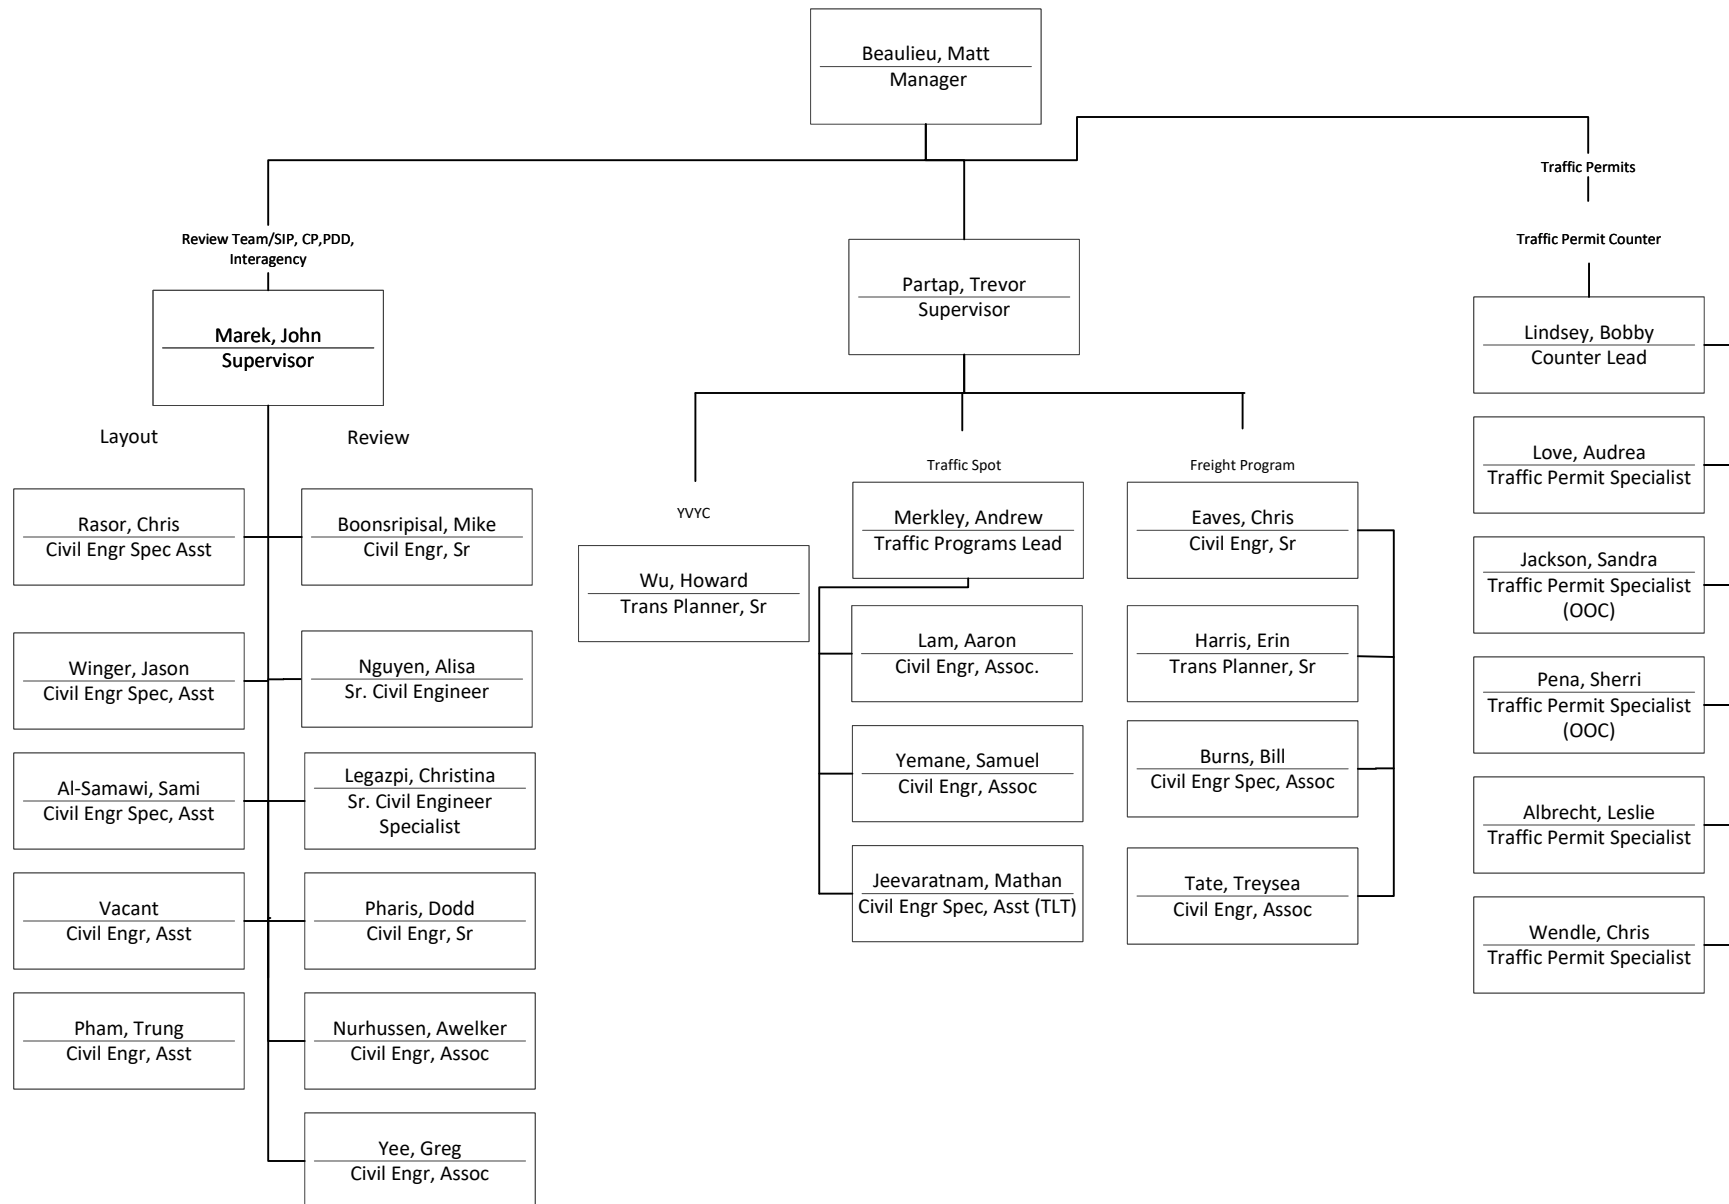 Beaulieu, Matt
Manager
Traffic Permits
Review Team/SIP, CP,PDD,
Interagency
Traffic Permit Counter
Marek, John
Supervisor
Partap, Trevor
Supervisor
Layout
Review
Rasor, Chris
Civil Engr Spec Asst
Boonsripisal, Mike
Civil Engr, Sr
Winger, Jason
Civil Engr Spec, Asst
Nguyen, Alisa
Sr. Civil Engineer
Al-Samawi, Sami
Civil Engr Spec, Asst
Legazpi, Christina
Sr. Civil Engineer
Specialist
Vacant
Civil Engr, Asst
Pharis, Dodd
Civil Engr, Sr
Pham, Trung
Civil Engr, Asst
Nurhussen, Awelker
Civil Engr, Assoc
Yee, Greg
Civil Engr, Assoc
YVYC
Wu, Howard
Trans Planner, Sr
Traffic Spot
Merkley, Andrew
Traffic Programs Lead
Lam, Aaron
Civil Engr, Assoc.
Yemane, Samuel
Civil Engr, Assoc
Jeevaratnam, Mathan
Civil Engr Spec, Asst (TLT)
Freight Program
Eaves, Chris
Civil Engr, Sr
Harris, Erin
Trans Planner, Sr
Burns, Bill
Civil Engr Spec, Assoc
Tate, Treysea
Civil Engr, Assoc
Lindsey, Bobby
Counter Lead
Love, Audrea
Traffic Permit Specialist
Jackson, Sandra
Traffic Permit Specialist
(OOC)
Pena, Sherri
Traffic Permit Specialist
(OOC)
Albrecht, Leslie
Traffic Permit Specialist
Wendle, Chris
Traffic Permit Specialist